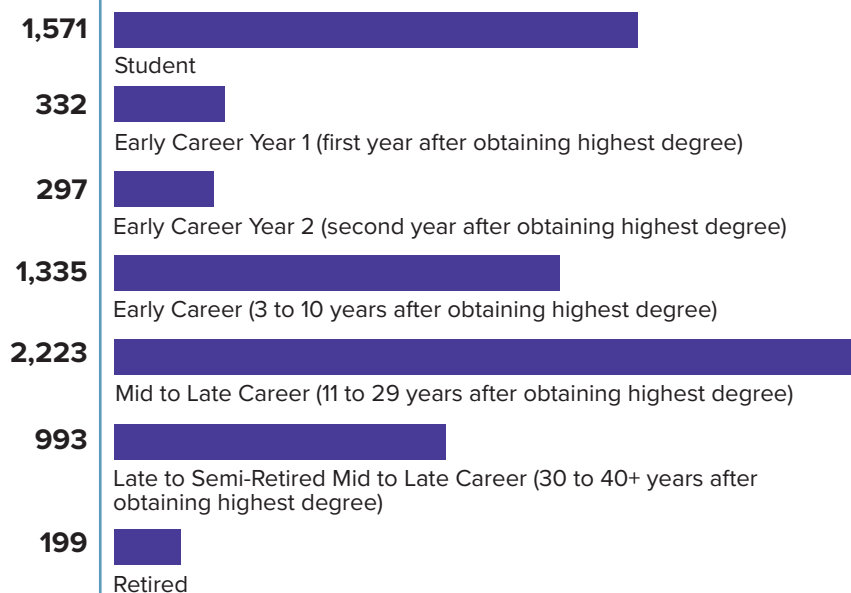 1,571
Student
332
Early Career Year 1 (first year after obtaining highest degree)
297
Early Career Year 2 (second year after obtaining highest degree)
1,335
Early Career (3 to 10 years after obtaining highest degree)
2,223
Mid to Late Career (11 to 29 years after obtaining highest degree)
993
Late to Semi-Retired Mid to Late Career (30 to 40+ years after
obtaining highest degree)
199
Retired